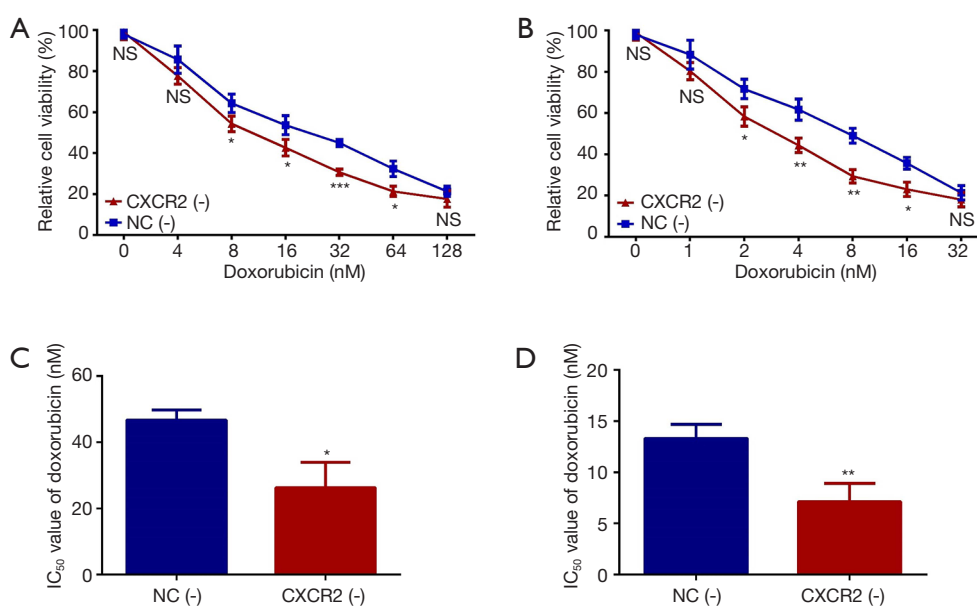 A
Relative cell viability (%)
100
80
60
40
20
0
NS
NS
*
*
***
*
NS
CXCR2 (-)
NC (-)
0 4 8 16 32 64 128
Doxorubicin (nM)
B
Relative cell viability (%)
100
80
60
40
20
0
NS
NS
*
**
**
*
NS
CXCR2 (-)
NC (-)
0 1 2 4 8 16 32
Doxorubicin (nM)
C
IC50 value of doxorubicin (nM)
60
40
20
0
*
NC (-) CXCR2 (-)
D
IC50 value of doxorubicin (nM)
20
15
10
5
0
**
NC (-) CXCR2 (-)